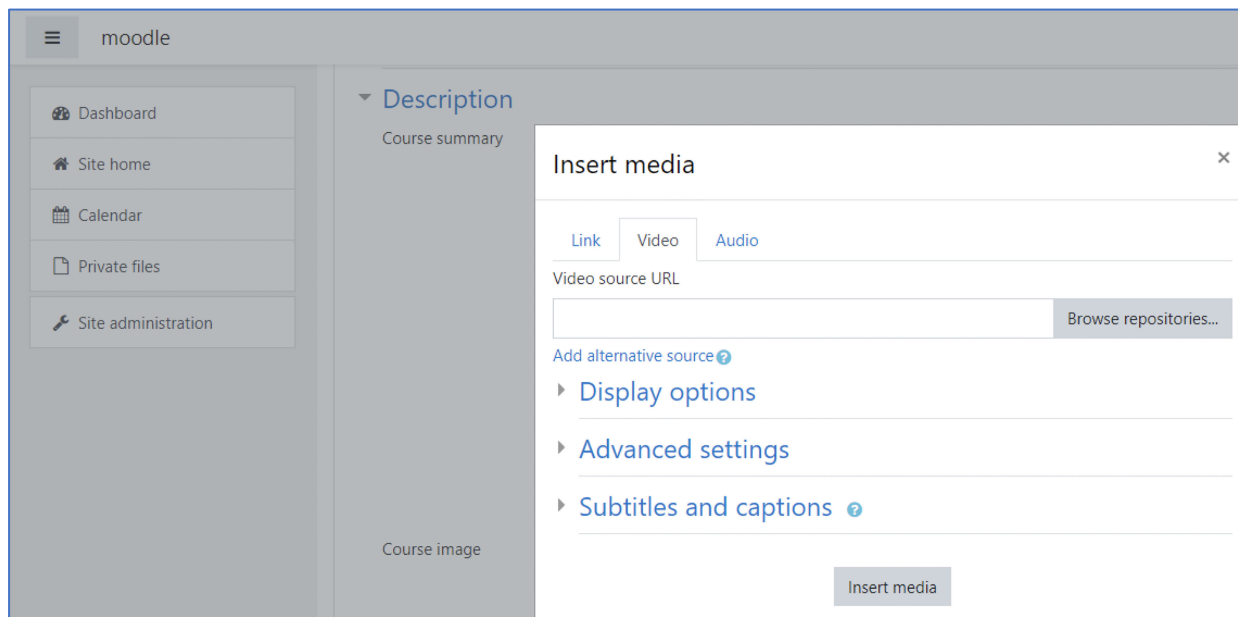 moodle
Dashboard
Site home
Calendar
Private files
Site administration
Description
Course summary
Course image
Insert media
×
Link Video Audio
Video source URL
Browse repositories...
Add alternative source ?
Display options
Advanced settings
Subtitles and captions ?
Insert media